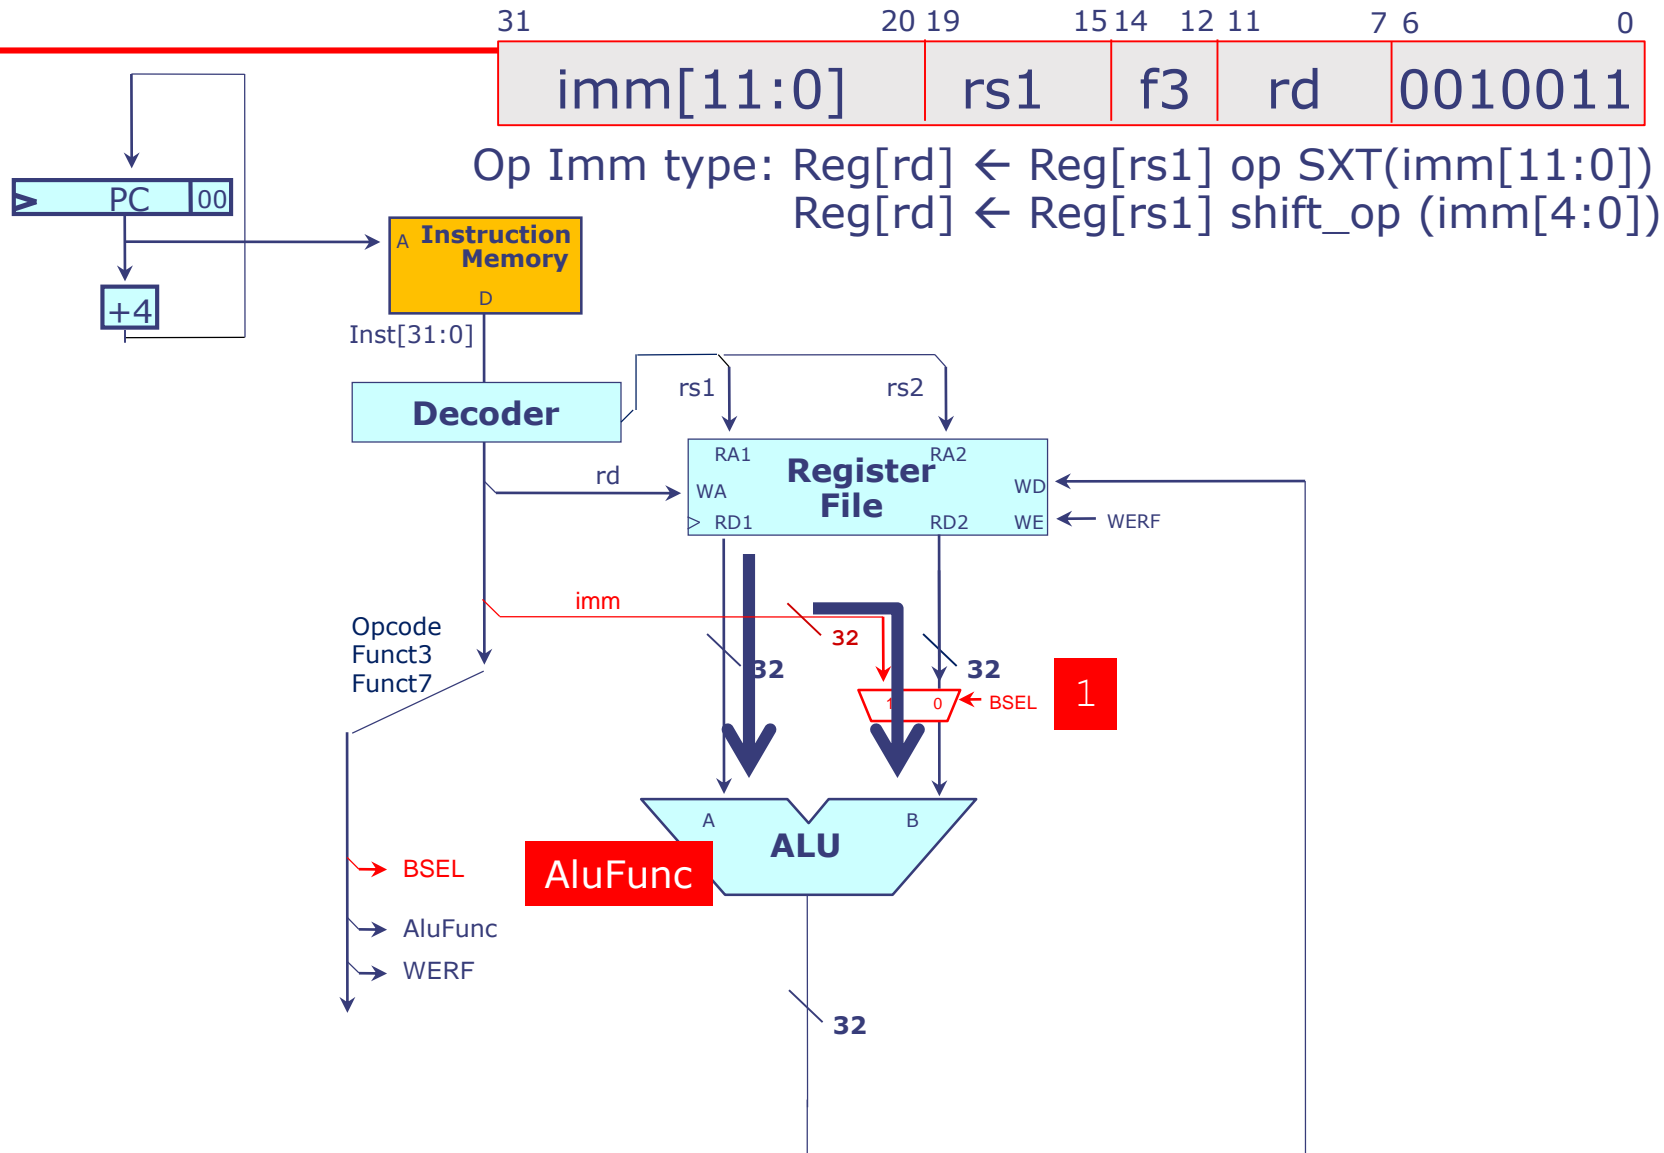 31 20 19 15 14 12 11 7 6 0
imm[11:0] rs1 f3 rd 0010011
Op Imm type: Reg[rd] ← Reg[rs1] op SXT(imm[11:0])
Reg[rd] ← Reg[rs1] shift_op (imm[4:0])
PC 00
+4
A Instruction
Memory
D
Inst[31:0]
Decoder
rs1 rs2
rd
RA1 RA2
Register
File
WA WD
RD1 RD2 WE
WERF
imm
32
32
32
Opcode
Funct3
Funct7
1 0
BSEL
1
A B
ALU
AluFunc
BSEL
AluFunc
WERF
32